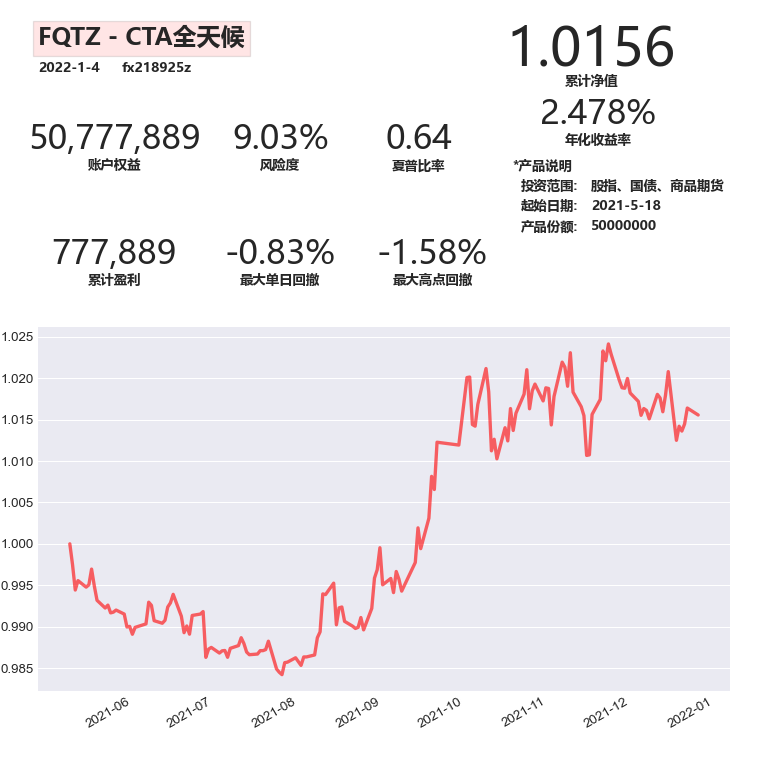 FQTZ - CTA全天候
2022-1-4 fx218925z
1.0156
累计净值
2.478%
年化收益率
50,777,889
账户权益
9.03%
风险度
0.64
夏普比率
*产品说明
投资范围: 股指、国债、商品期货
起始日期: 2021-5-18
产品份额: 50000000
777,889
累计盈利
-0.83%
最大单日回撤
-1.58%
最大高点回撤
1.025
1.020
1.015
1.010
1.005
1.000
0.995
0.990
0.985
2021-06
2021-07
2021-08
2021-09
2021-10
2021-11
2021-12
2022-01